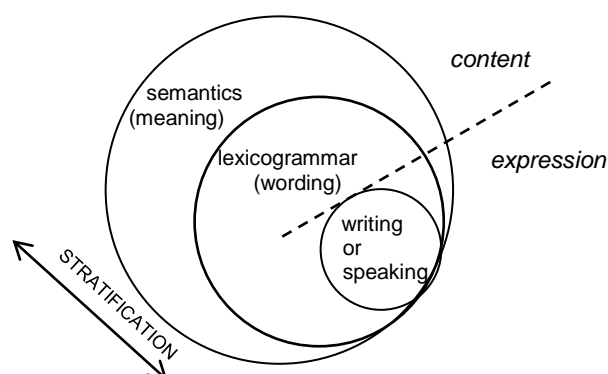 content
semantics
(meaning)
expression
lexicogrammar
(wording)
writing
or
speaking
STRATIFICATION